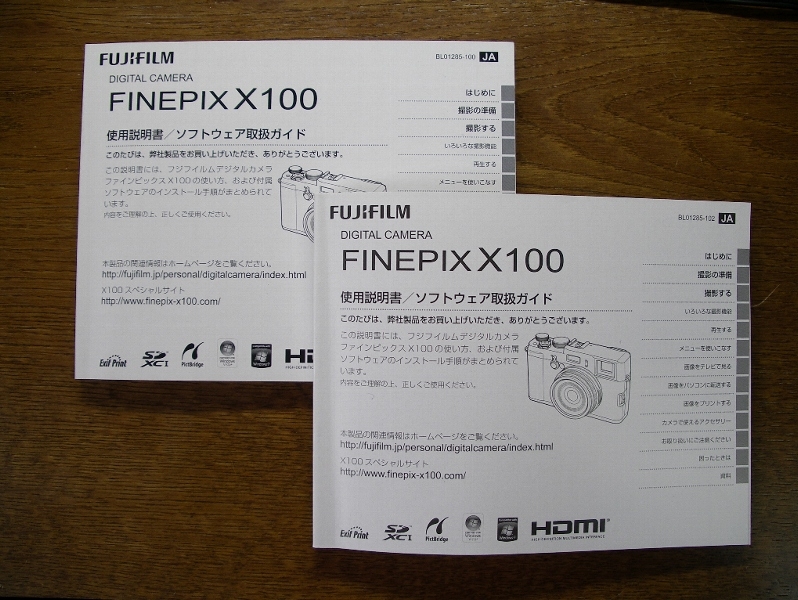 FUJIFILM
BL01285-100 JA
DIGITAL CAMERA
FINEPIX X100
はじめに
撮影の準備
撮影する
いろいろな撮影機能
再生する
メニューを使いこなす
使用説明書／ソフトウェア取扱ガイド
このたびは、弊社製品をお買い上げいただき、ありがとうございます。
この説明書には、フジフイルムデジタルカメラ
ファインピックス X100の使い方、および付属
ソフトウェアのインストール手順がまとめられて
います。
内容をご理解の上、正しくご使用ください。
本製品の関連情報はホームページをご覧ください。
http://fujifilm.jp/personal/digitalcamera/index.html
X100 スペシャルサイト
http://www.finepix-x100.com/
Exif Print
SD XC I
PictBridge
FUJIFILM
BL01285-102 JA
DIGITAL CAMERA
FINEPIX X100
はじめに
撮影の準備
撮影する
いろいろな撮影機能
再生する
メニューを使いこなす
画像をテレビで見る
画像をパソコンに転送する
画像をプリントする
カメラで使えるアクセサリー
お取り扱いにご注意ください
困ったときは
資料
使用説明書／ソフトウェア取扱ガイド
このたびは、弊社製品をお買い上げいただき、ありがとうございます。
この説明書には、フジフイルムデジタルカメラ
ファインピックス X100の使い方、および付属
ソフトウェアのインストール手順がまとめられて
います。
内容をご理解の上、正しくご使用ください。
本製品の関連情報はホームページをご覧ください。
http://fujifilm.jp/personal/digitalcamera/index.html
X100 スペシャルサイト
http://www.finepix-x100.com/
Exif Print
SD XC I
PictBridge
HDMI
HIGH-DEFINITION MULTIMEDIA INTERFACE